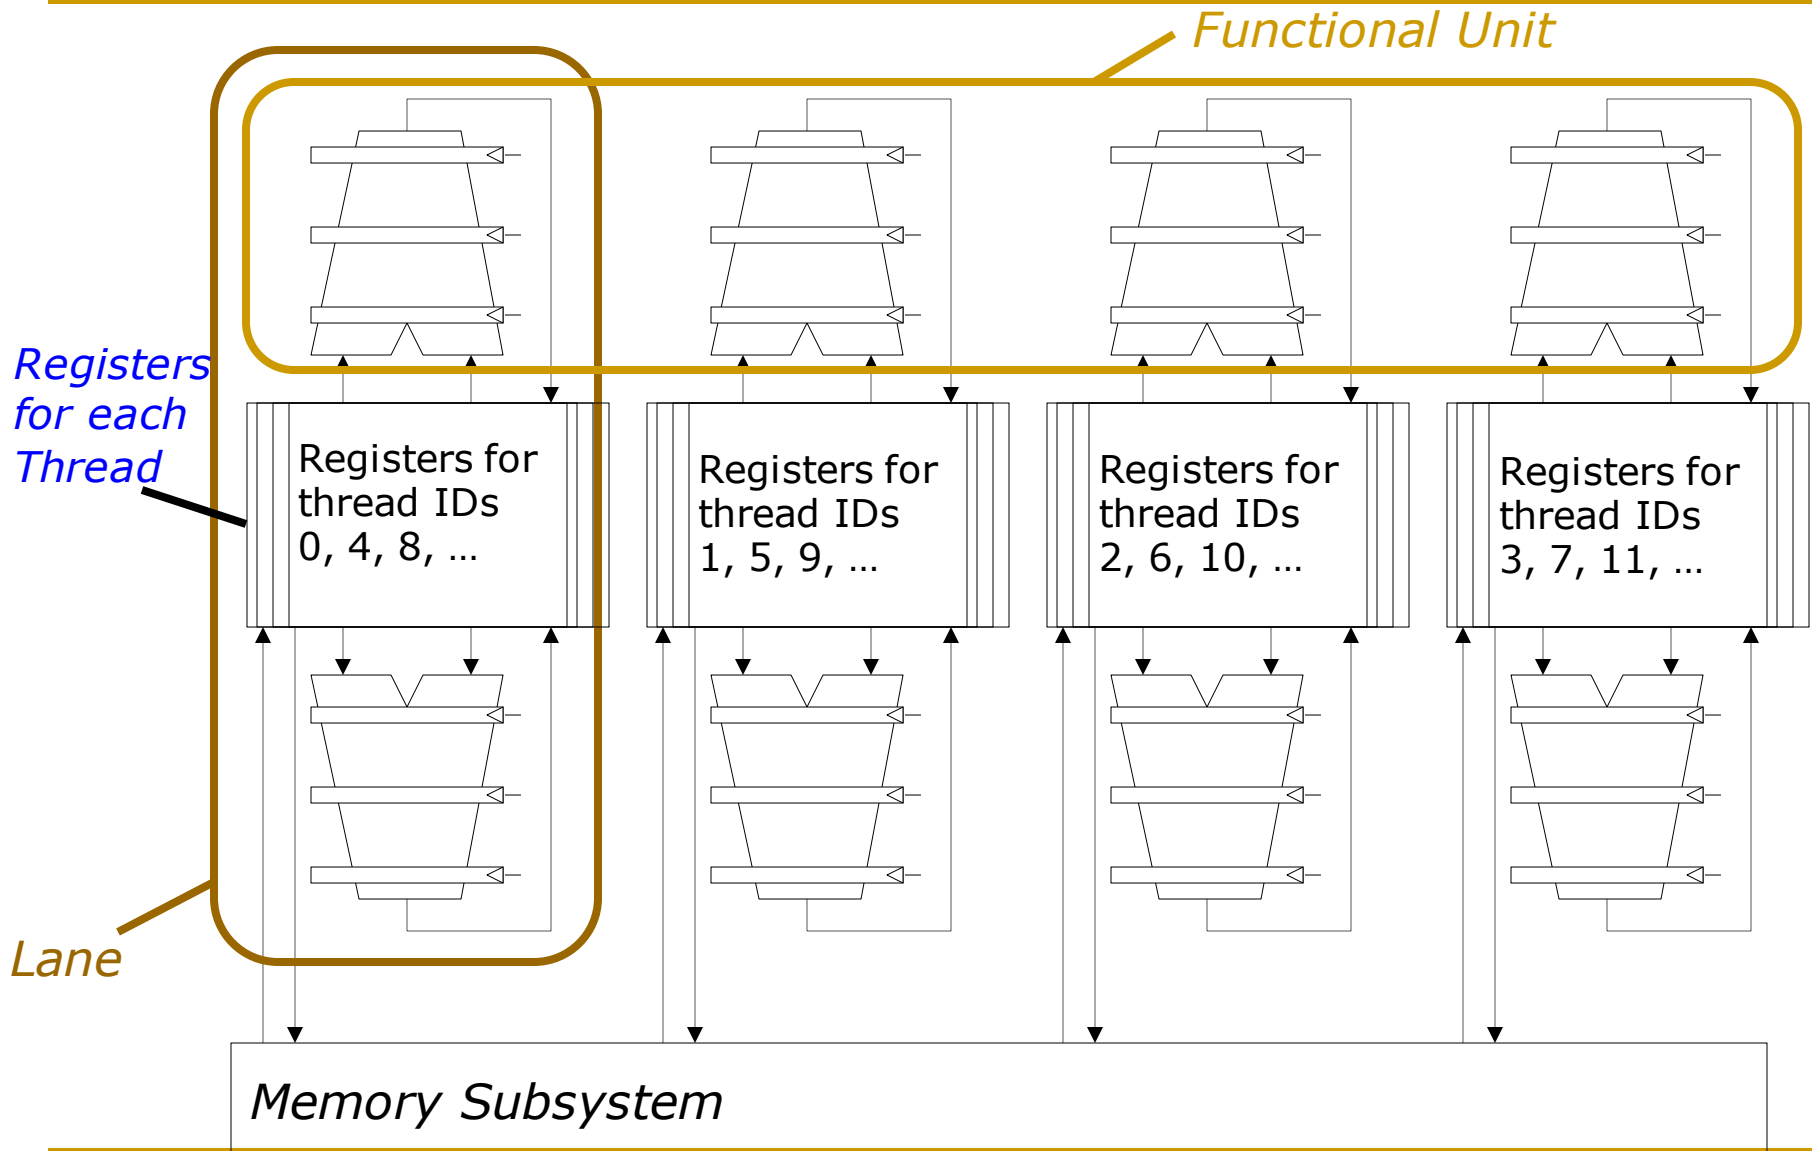 Functional Unit
Registers
for each
Thread
Registers for
thread IDs
0, 4, 8, ...
Registers for
thread IDs
1, 5, 9, ...
Registers for
thread IDs
2, 6, 10, ...
Registers for
thread IDs
3, 7, 11, ...
Lane
Memory Subsystem